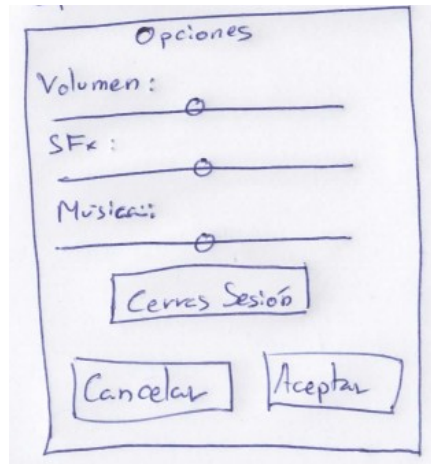 Opciones
Volumen:
SFx:
Musica:
Cerrar Sesión
Cancelar
Aceptar